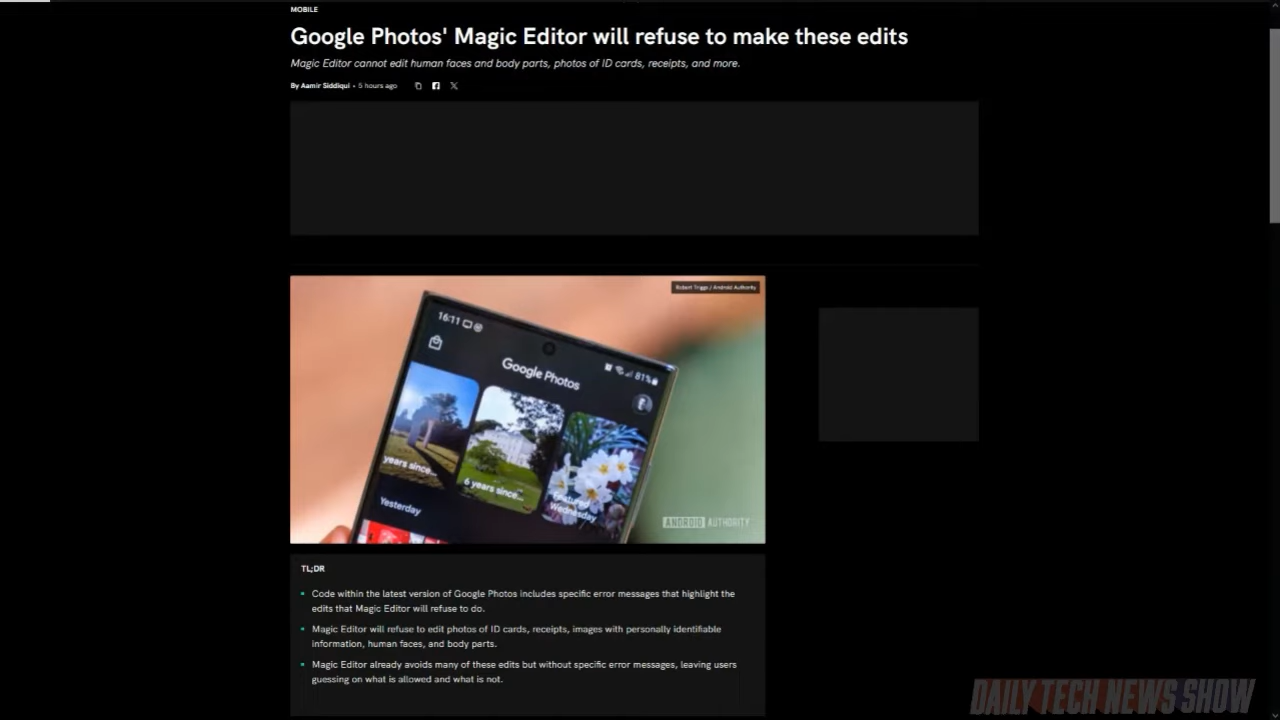 MOBILE
Google Photos' Magic Editor will refuse to make these edits
Magic Editor cannot edit human faces and body parts, photos of ID cards, receipts, and more.
By Aamir Siddiqui • 5 hours ago
Robert Triggs / Android Authority
16:11
81%
Google Photos
years since...
6 years since...
Featured
Wednesday
Yesterday
ANDROID AUTHORITY
TL;DR
Code within the latest version of Google Photos includes specific error messages that highlight the
edits that Magic Editor will refuse to do.
Magic Editor will refuse to edit photos of ID cards, receipts, images with personally identifiable
information, human faces, and body parts.
Magic Editor already avoids many of these edits but without specific error messages, leaving users
guessing on what is allowed and what is not.
DAILY TECH NEWS SHOW